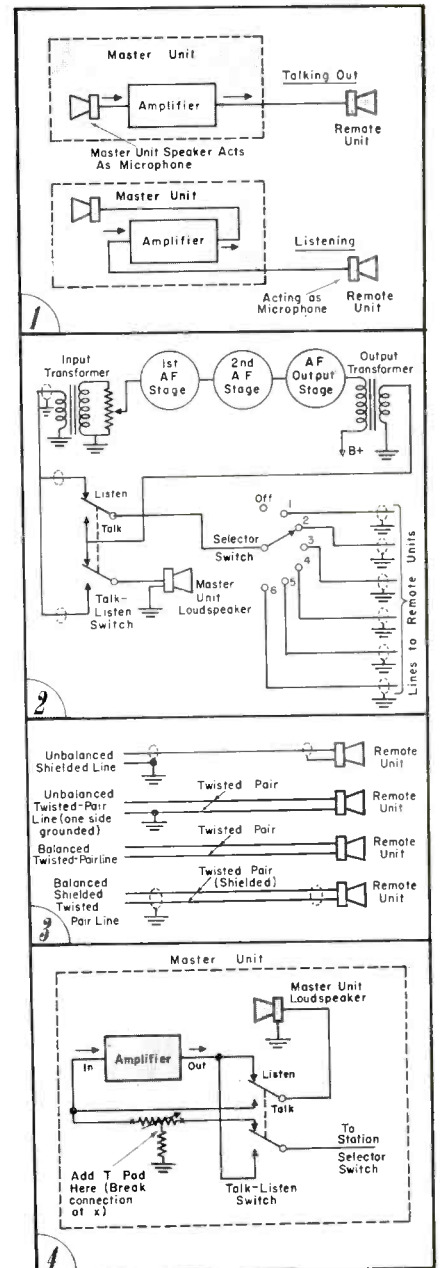 Master Unit
Amplifier
Talking Out
Remote
Unit
Master Unit Speaker Acts
As Microphone
Master Unit
Amplifier
Listening
Acting as
Microphone
Remote
Unit
1
Input
Transformer
1st
AF
Stage
2nd
AF
Stage
AF
Output
Stage
Output
Transformer
B+
Listen
Talk
Talk-
Listen
Switch
Master
Unit
Loudspeaker
Selector
Switch
Off
1
2
3
4
5
6
Lines to Remote Units
2
Unbalanced
Shielded Line
Remote
Unit
Unbalanced
Twisted-Pair
Line (one side
grounded)
Twisted Pair
Remote
Unit
Balanced
Twisted-Pairline
Twisted Pair
Remote
Unit
Balanced
Shielded
Twisted
Pair Line
Twisted Pair
(Shielded)
Remote
Unit
3
Master Unit
Master Unit
Loudspeaker
Amplifier
In
Out
Listen
Talk
x
x
Add T Pad
Here (Break
connection
at x)
Talk-Listen
Switch
To
Station
Selector
Switch
4